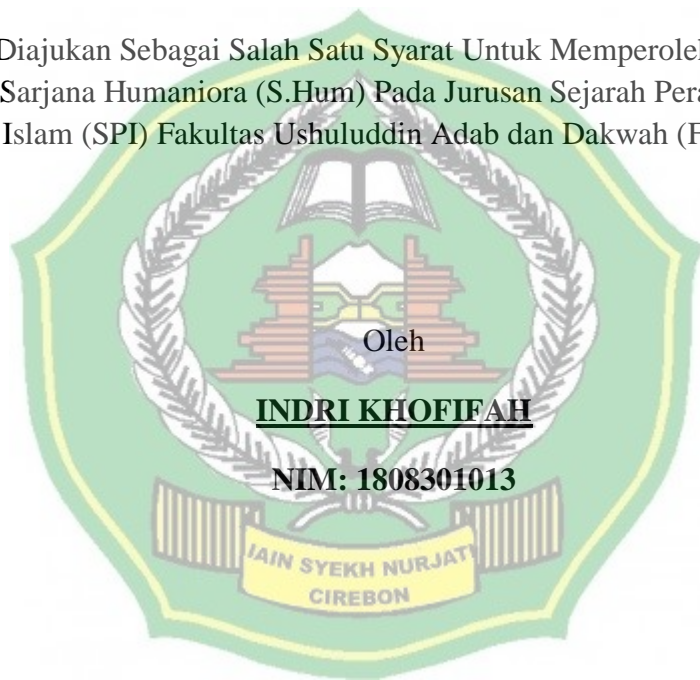 Diajukan Sebagai Salah Satu Syarat Untuk Memperoleh
Sarjana Humaniora (S.Hum) Pada Jurusan Sejarah Pera
Islam (SPI) Fakultas Ushuluddin Adab dan Dakwah (F
Oleh
INDRI KHOFIFAH
NIM: 1808301013
IAIN SYEKH NURJATI
CIREBON